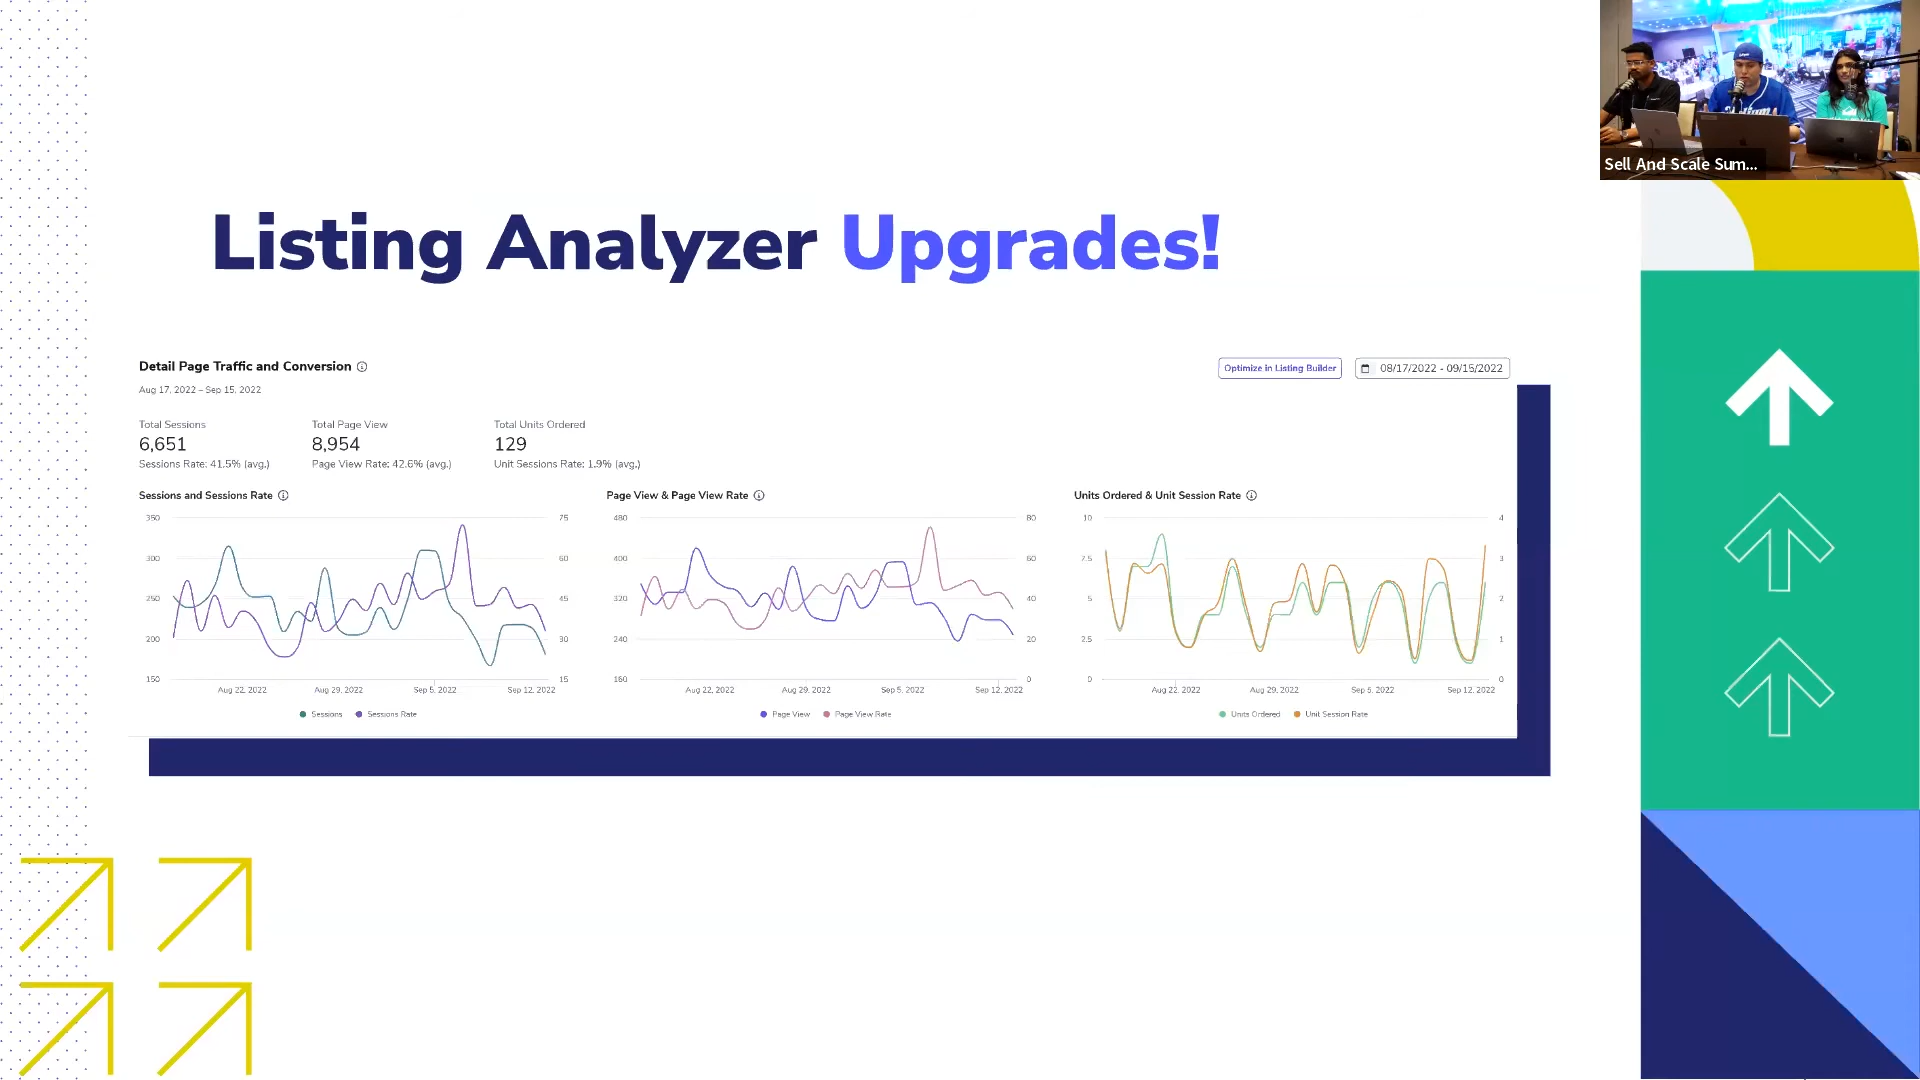 Sell And Scale Sum...
Listing Analyzer Upgrades!
Detail Page Traffic and Conversion
Aug 17, 2022 – Sep 15, 2022
Optimize in Listing Builder
08/17/2022 - 09/15/2022
Total Sessions
6,651
Sessions Rate: 41.5% (avg.)
Total Page View
8,954
Page View Rate: 42.6% (avg.)
Total Units Ordered
129
Unit Sessions Rate: 1.9% (avg.)
Sessions and Sessions Rate
350
300
250
200
150
75
60
45
30
15
Aug 22, 2022
Aug 29, 2022
Sep 5, 2022
Sep 12, 2022
Sessions
Sessions Rate
Page View & Page View Rate
480
400
320
240
160
80
60
40
20
0
Aug 22, 2022
Aug 29, 2022
Sep 5, 2022
Sep 12, 2022
Page View
Page View Rate
Units Ordered & Unit Session Rate
10
7.5
5
2.5
0
4
3
2
1
0
Aug 22, 2022
Aug 29, 2022
Sep 5, 2022
Sep 12, 2022
Units Ordered
Unit Session Rate